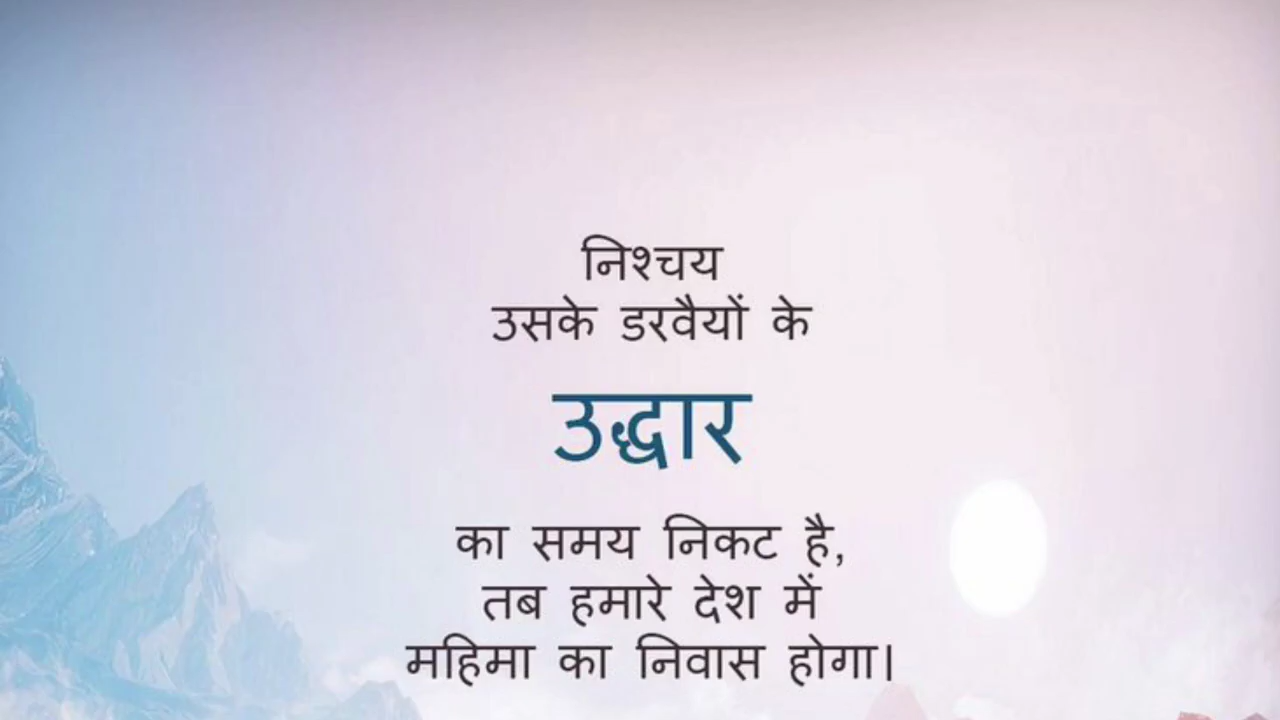 निश्चय
उसके डरवैयों के
उद्धार
का समय निकट है,
तब हमारे देश में
महिमा का निवास होगा।